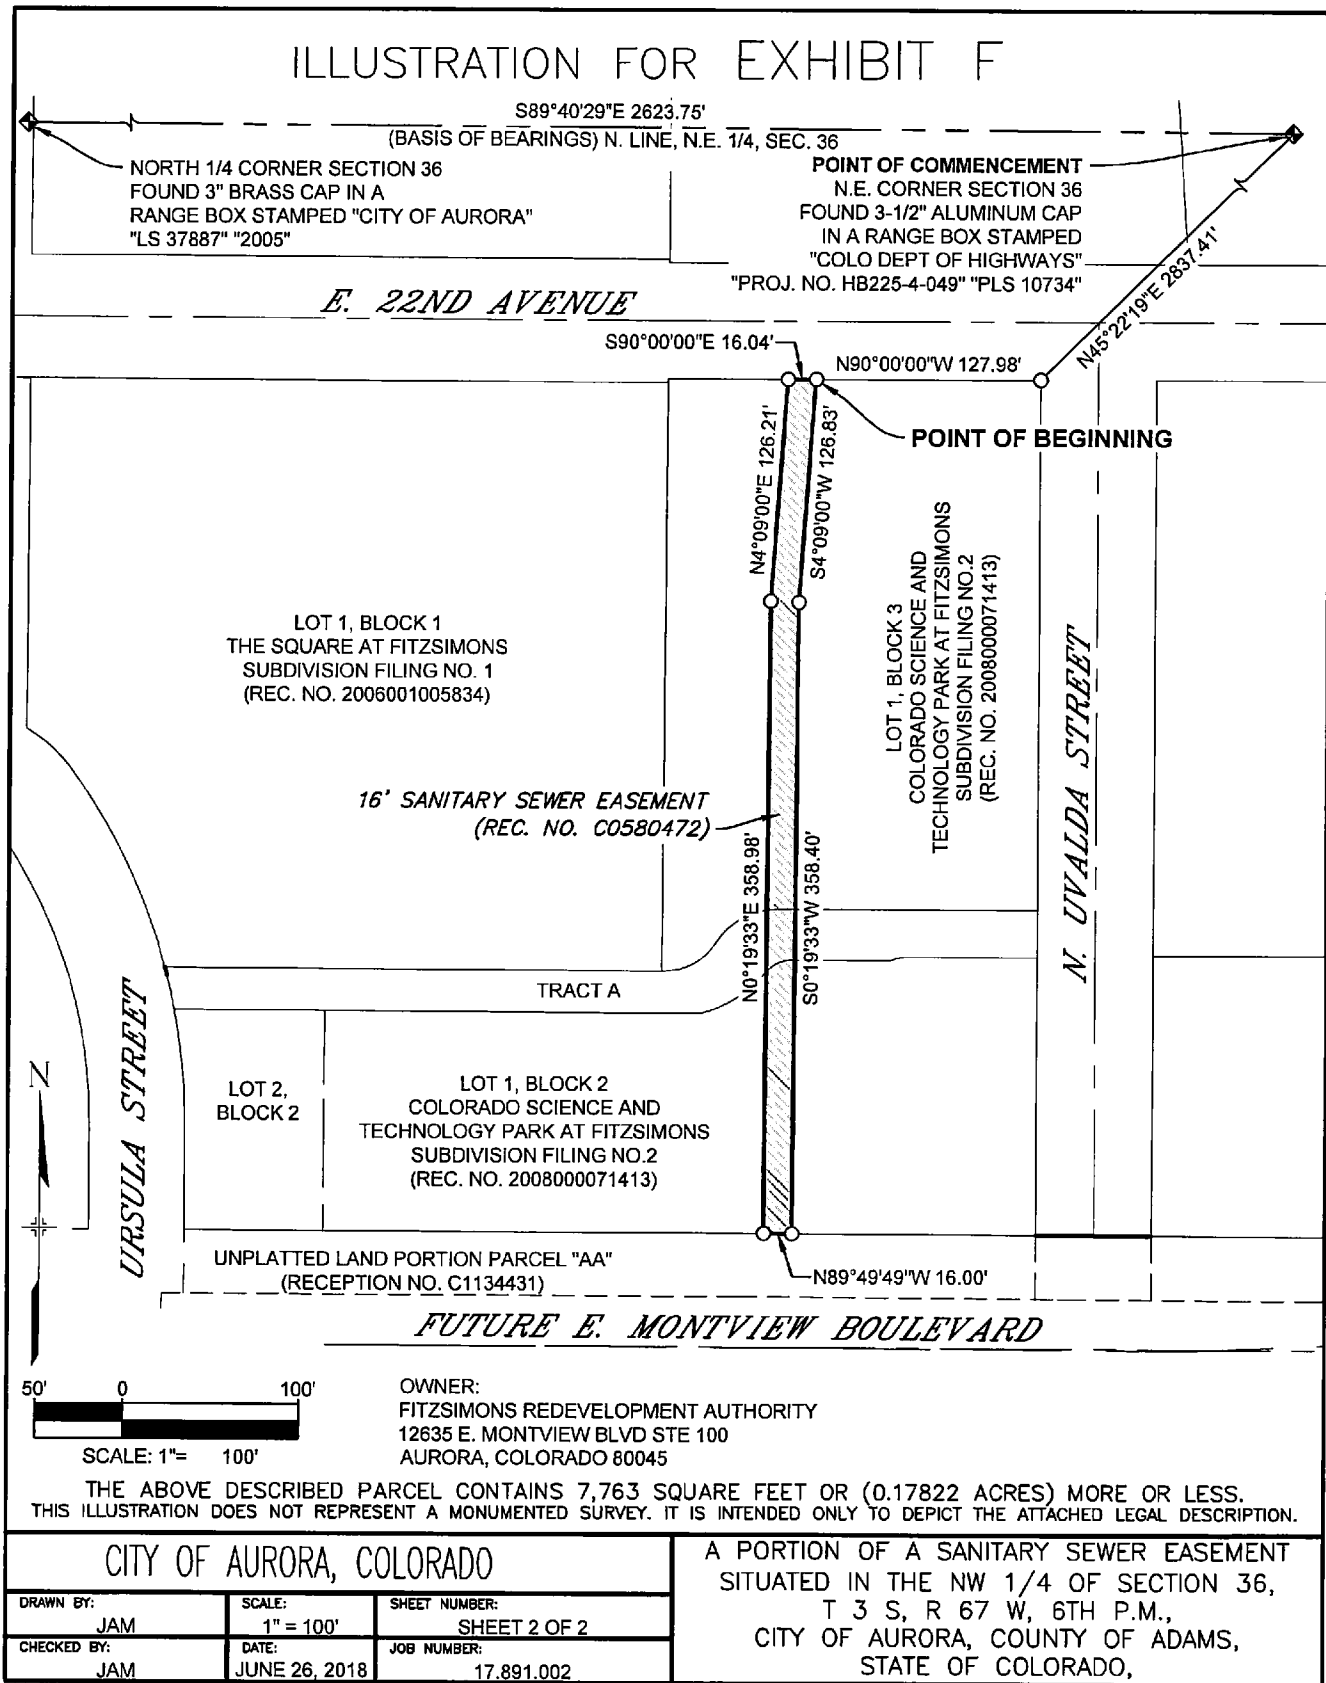 ILLUSTRATION FOR EXHIBIT F
S89°40'29"E 2623.75'
(BASIS OF BEARINGS) N. LINE, N.E. 1/4, SEC. 36
NORTH 1/4 CORNER SECTION 36
FOUND 3" BRASS CAP IN A
RANGE BOX STAMPED "CITY OF AURORA"
"LS 37887" "2005"
POINT OF COMMENCEMENT
N.E. CORNER SECTION 36
FOUND 3-1/2" ALUMINUM CAP
IN A RANGE BOX STAMPED
"COLO DEPT OF HIGHWAYS"
"PROJ. NO. HB225-4-049" "PLS 10734"
N45°22'19"E 2837.41'
E. 22ND AVENUE
S90°00'00"E 16.04'
N90°00'00"W 127.98'
POINT OF BEGINNING
N4°09'00"E 126.21'
S4°09'00"W 126.83'
LOT 1, BLOCK 1
THE SQUARE AT FITZSIMONS
SUBDIVISION FILING NO. 1
(REC. NO. 2006001005834)
LOT 1, BLOCK 3
COLORADO SCIENCE AND
TECHNOLOGY PARK AT FITZSIMONS
SUBDIVISION FILING NO.2
(REC. NO. 2008000071413)
N. UVALDA STREET
16' SANITARY SEWER EASEMENT
(REC. NO. C0580472)
N0°19'33"E 358.98'
S0°19'33"W 358.40'
TRACT A
URSULA STREET
N
LOT 2,
BLOCK 2
LOT 1, BLOCK 2
COLORADO SCIENCE AND
TECHNOLOGY PARK AT FITZSIMONS
SUBDIVISION FILING NO.2
(REC. NO. 2008000071413)
UNPLATTED LAND PORTION PARCEL "AA"
(RECEPTION NO. C1134431)
N89°49'49"W 16.00'
FUTURE E. MONTVIEW BOULEVARD
50' 0 100'
SCALE: 1"= 100'
OWNER:
FITZSIMONS REDEVELOPMENT AUTHORITY
12635 E. MONTVIEW BLVD STE 100
AURORA, COLORADO 80045
THE ABOVE DESCRIBED PARCEL CONTAINS 7,763 SQUARE FEET OR (0.17822 ACRES) MORE OR LESS.
THIS ILLUSTRATION DOES NOT REPRESENT A MONUMENTED SURVEY. IT IS INTENDED ONLY TO DEPICT THE ATTACHED LEGAL DESCRIPTION.
CITY OF AURORA, COLORADO
DRAWN BY:
JAM
SCALE:
1" = 100'
SHEET NUMBER:
SHEET 2 OF 2
CHECKED BY:
JAM
DATE:
JUNE 26, 2018
JOB NUMBER:
17.891.002
A PORTION OF A SANITARY SEWER EASEMENT
SITUATED IN THE NW 1/4 OF SECTION 36,
T 3 S, R 67 W, 6TH P.M.,
CITY OF AURORA, COUNTY OF ADAMS,
STATE OF COLORADO,